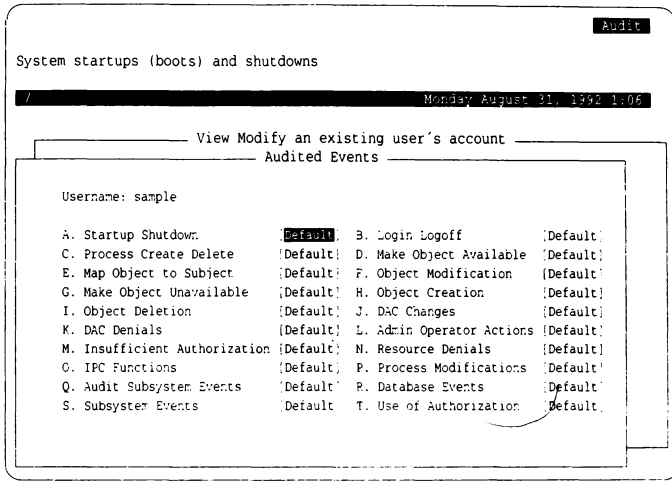 Audit
System startups (boots) and shutdowns
/ Monday August 31, 1992 1:06
View Modify an existing user's account
Audited Events
Username: sample
A. Startup Shutdown [Default] B. Login Logoff [Default]
C. Process Create Delete [Default] D. Make Object Available [Default]
E. Map Object to Subject [Default] F. Object Modification [Default]
G. Make Object Unavailable [Default] H. Object Creation [Default]
I. Object Deletion [Default] J. DAC Changes [Default]
K. DAC Denials [Default] L. Admin Operator Actions [Default]
M. Insufficient Authorization [Default] N. Resource Denials [Default]
O. IPC Functions [Default] P. Process Modifications [Default]
Q. Audit Subsystem Events [Default] R. Database Events [Default]
S. Subsystem Events [Default] T. Use of Authorization [Default]